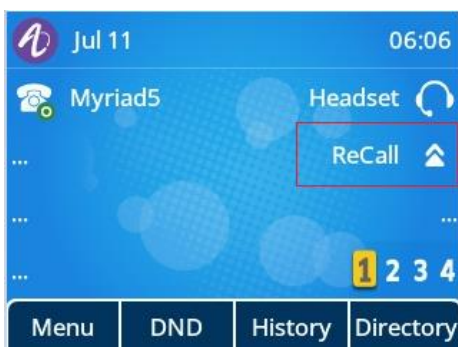 Jul 11 06:06
Myriad5 Headset
... ReCall
... ...
... 1 2 3 4
Menu DND History Directory